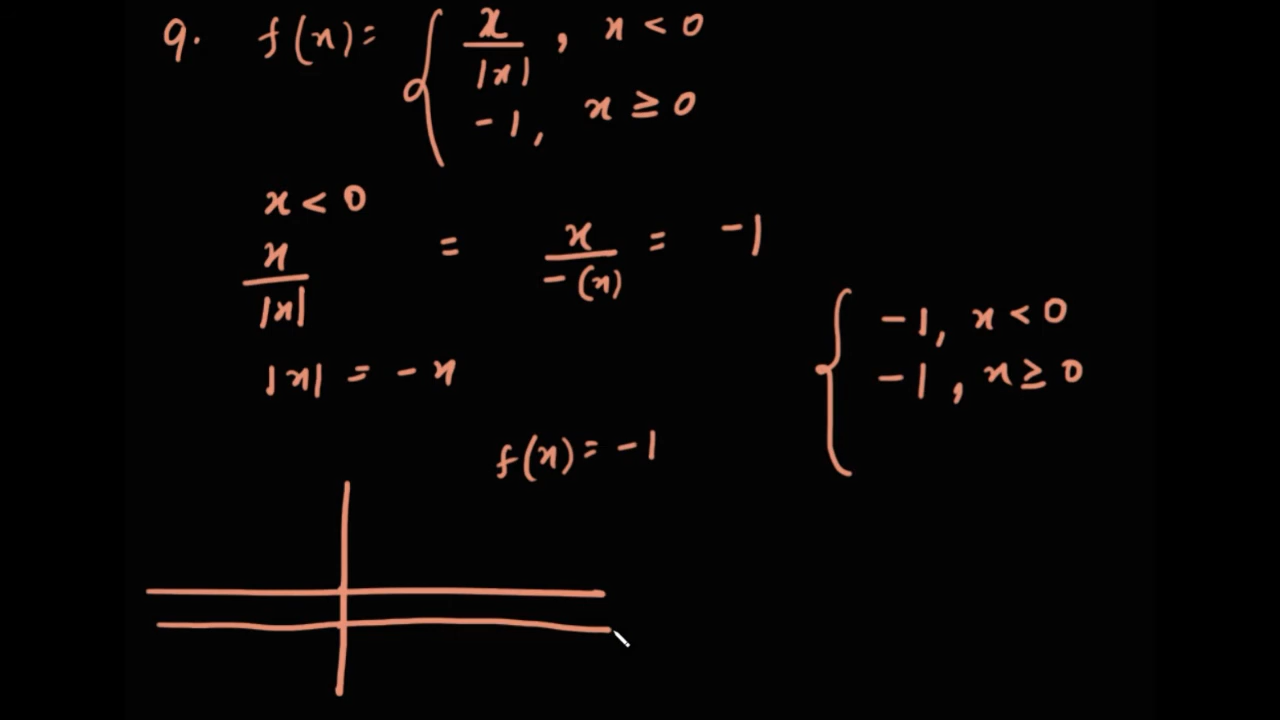 9. f(x) = { x/|x| , x < 0
-1, x ≥ 0
x < 0
x/|x| = x/-(x) = -1
|x| = -x
{ -1, x < 0
-1, x ≥ 0
f(x) = -1